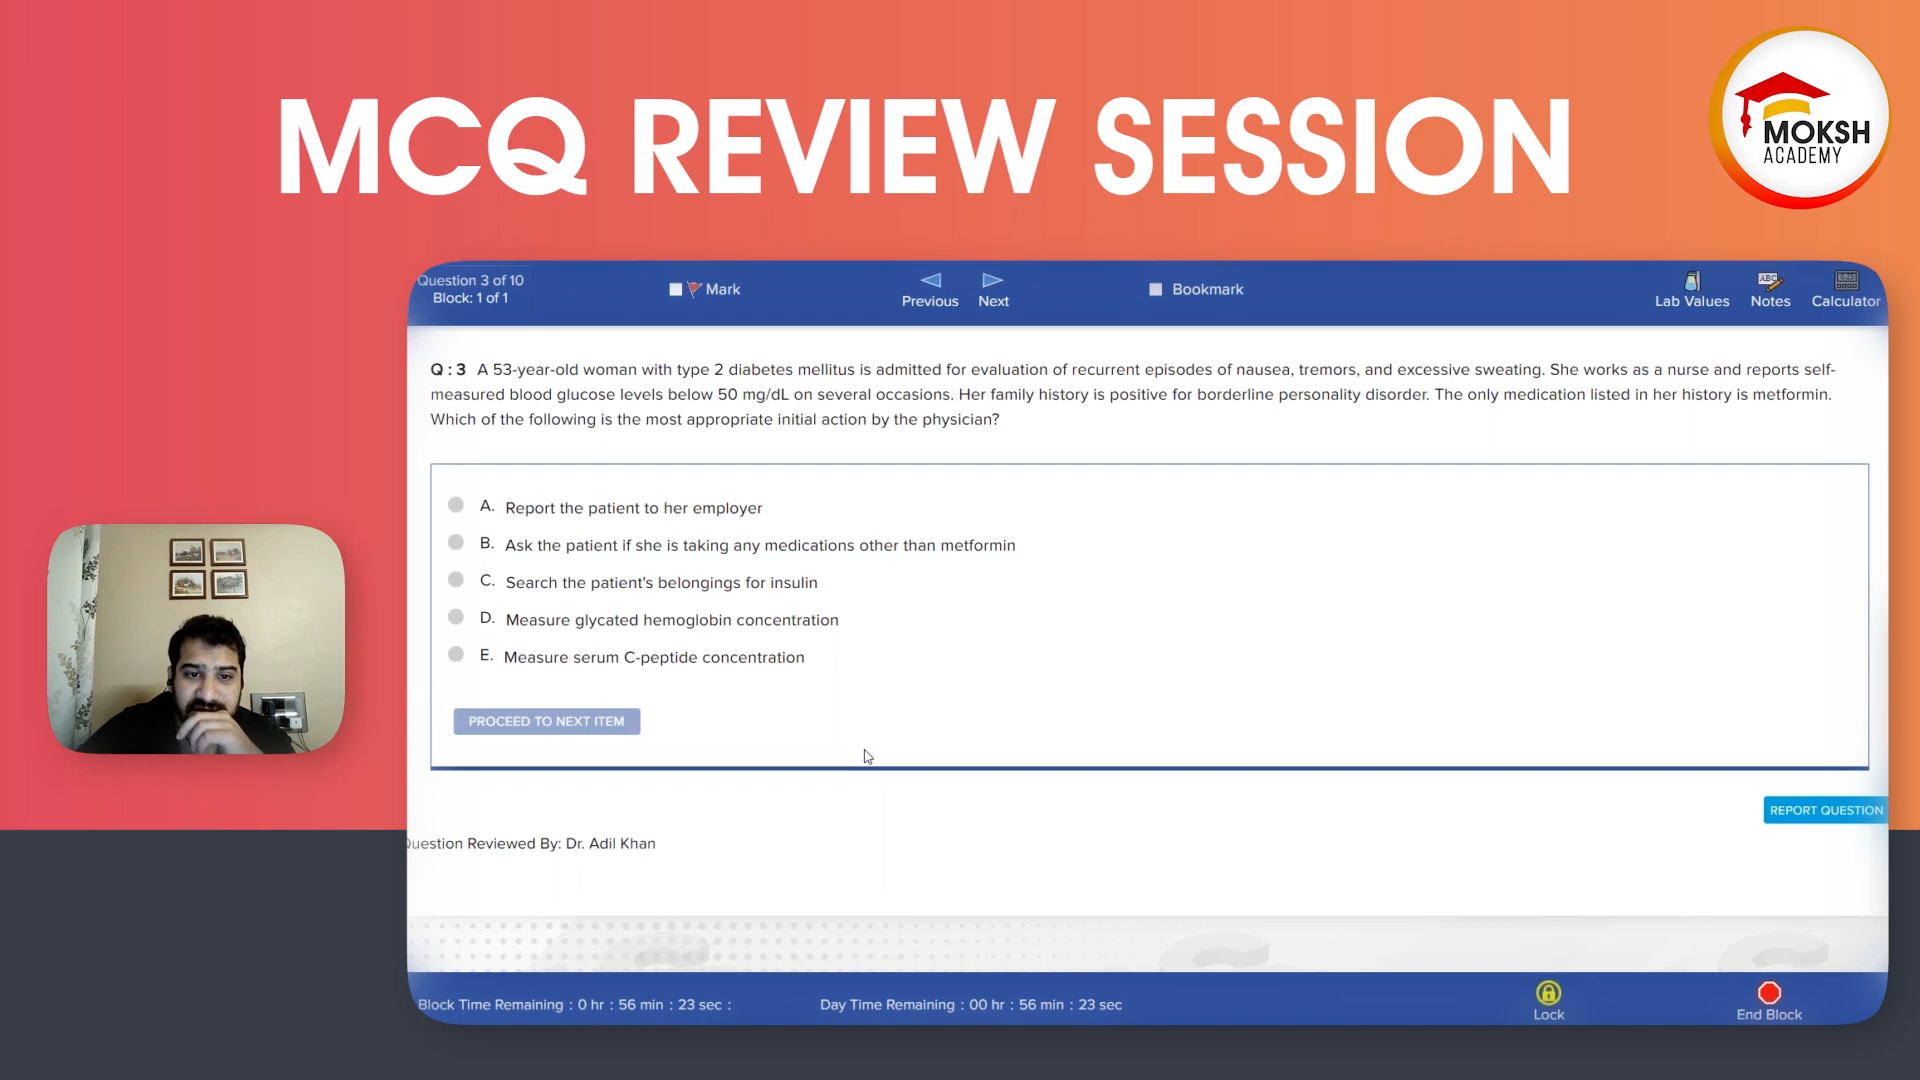 MCQ REVIEW SESSION
MOKSH
ACADEMY
Question 3 of 10
Block: 1 of 1
Mark
Previous
Next
Bookmark
Lab Values
ABC
Notes
Calculator
Q : 3 A 53-year-old woman with type 2 diabetes mellitus is admitted for evaluation of recurrent episodes of nausea, tremors, and excessive sweating. She works as a nurse and reports self-
measured blood glucose levels below 50 mg/dL on several occasions. Her family history is positive for borderline personality disorder. The only medication listed in her history is metformin.
Which of the following is the most appropriate initial action by the physician?
A. Report the patient to her employer
B. Ask the patient if she is taking any medications other than metformin
C. Search the patient's belongings for insulin
D. Measure glycated hemoglobin concentration
E. Measure serum C-peptide concentration
PROCEED TO NEXT ITEM
REPORT QUESTION
Question Reviewed By: Dr. Adil Khan
Block Time Remaining : 0 hr : 56 min : 23 sec :
Day Time Remaining : 00 hr : 56 min : 23 sec
Lock
End Block